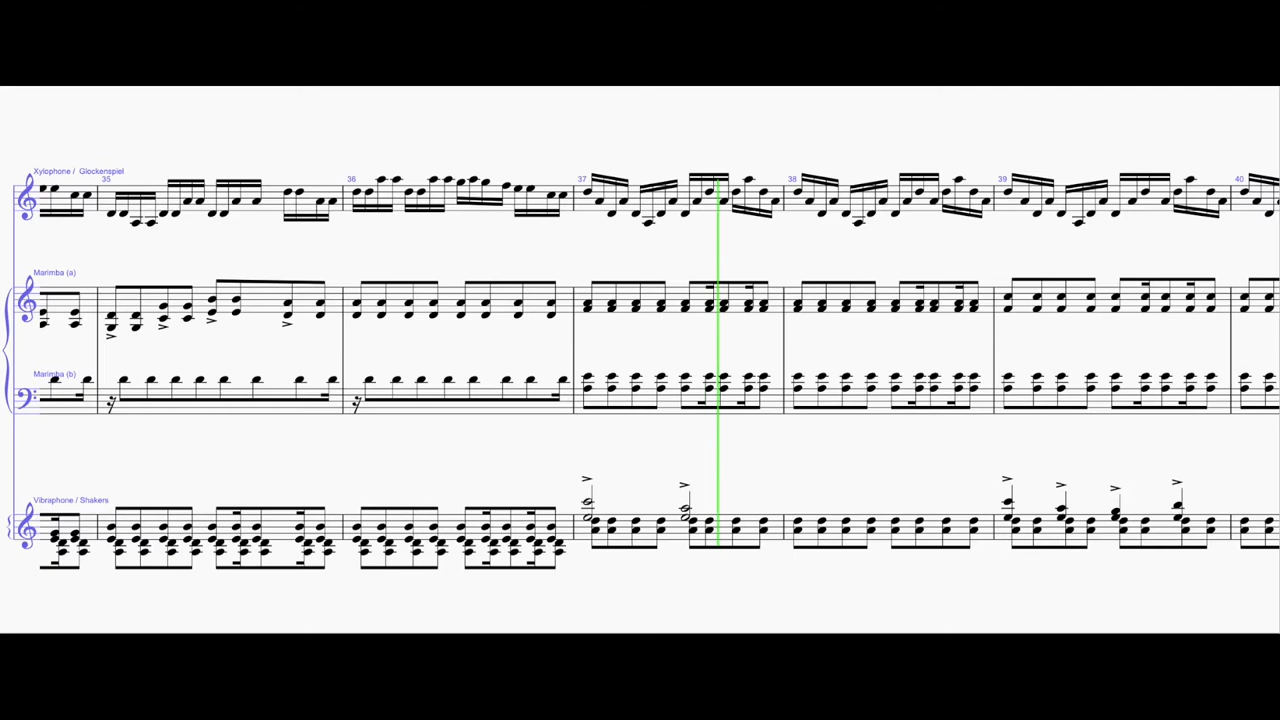 Xylophone / Glockenspiel
35 36 37 38 39 40
Marimba (a)
Marimba (b)
Vibraphone / Shakers